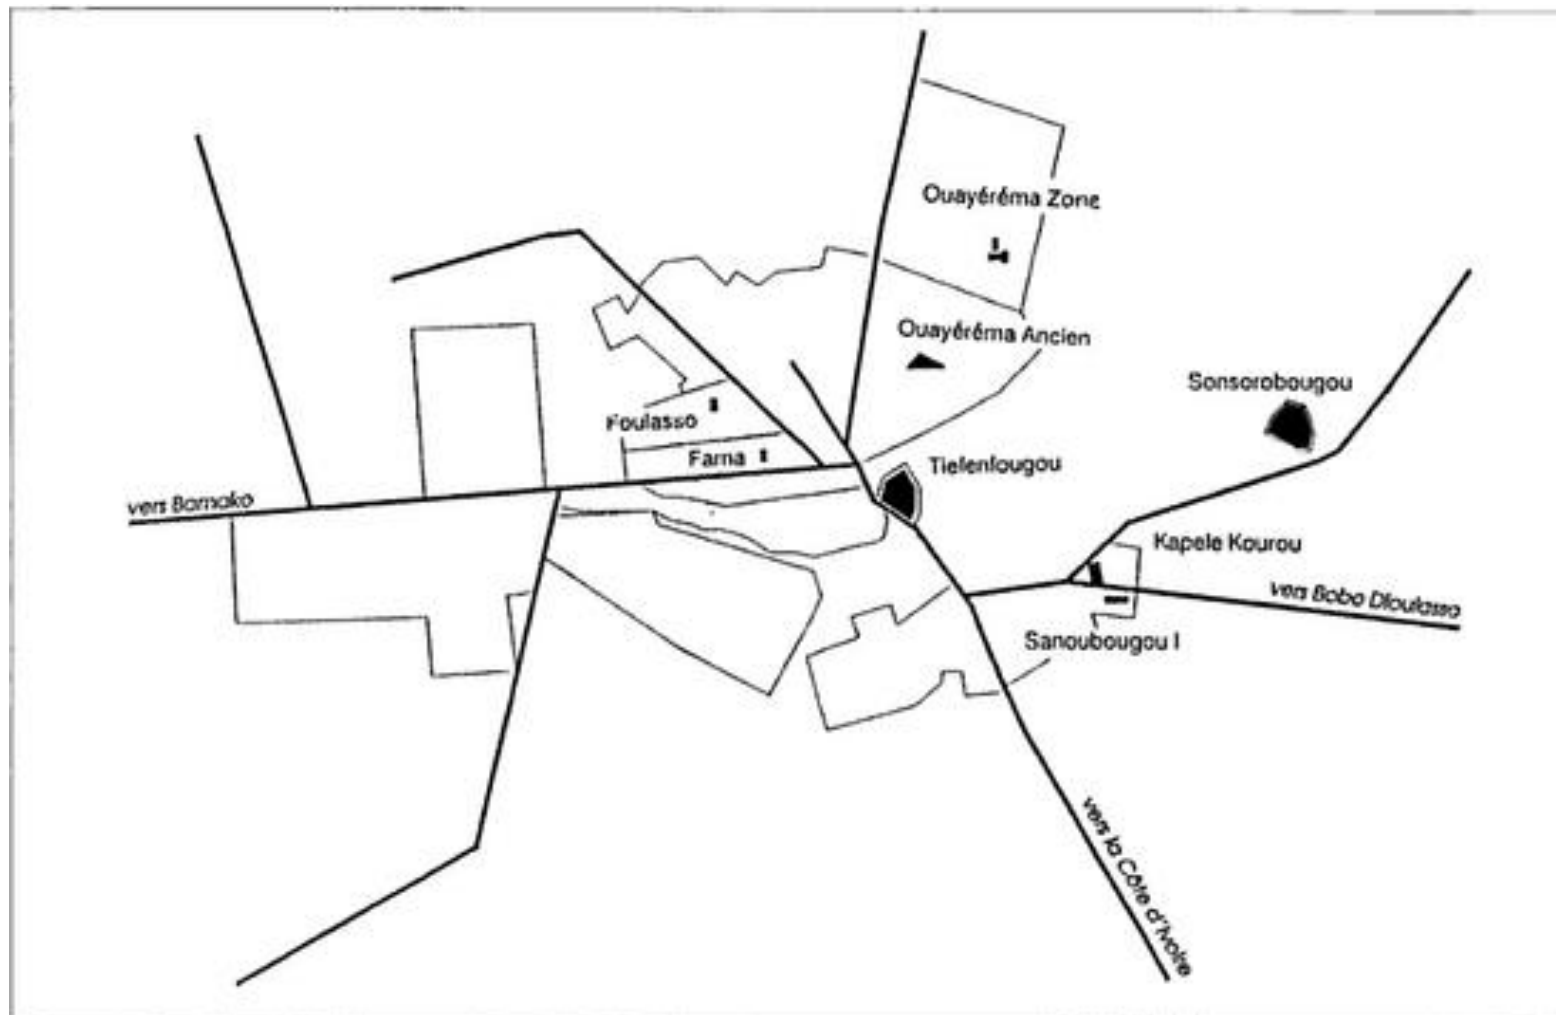 Ouayéréma Zone
Ouayéréma Ancien
Sonsorobougou
Foulasso
Farna
Tielenfougou
vers Bamako
Kapele Kourou
vers Bobo Dioulasso
Sanoubougou I
vers la Côte d'Ivoire